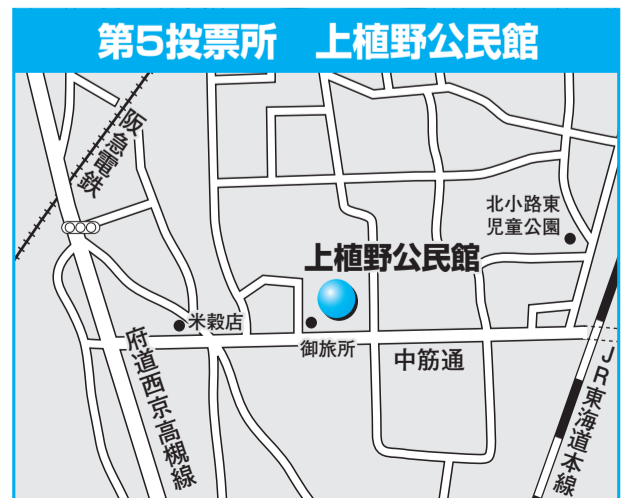 第5投票所　上植野公民館
阪急電鉄
北小路東
児童公園
上植野公民館
米穀店
御旅所
中筋通
府道西京高槻線
JR東海道本線